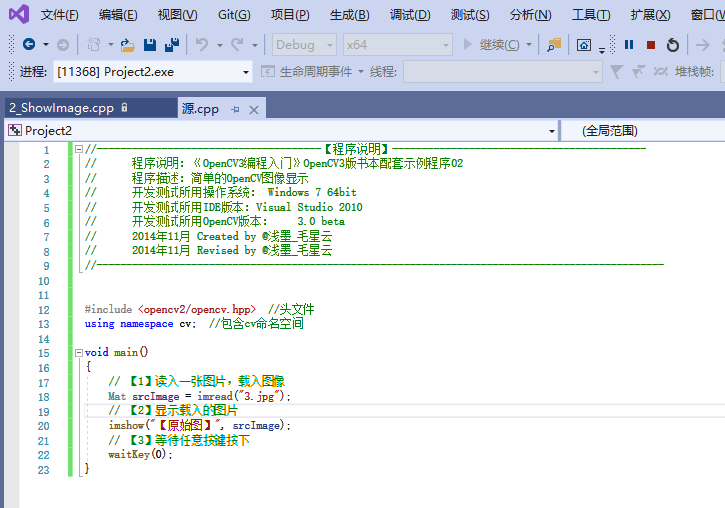 文件(F) 编辑(E) 视图(V) Git(G) 项目(P) 生成(B) 调试(D) 测试(S) 分析(N) 工具(T) 扩展(X) 窗口(W
Debug x64 继续(C)
进程: [11368] Project2.exe 生命周期事件 线程: 堆栈帧:
2_ShowImage.cpp 源.cpp
Project2 (全局范围)
1 //--------------------------------------【程序说明】-------------------------------------------
2 // 程序说明：《OpenCV3编程入门》OpenCV3版书本配套示例程序02
3 // 程序描述：简单的OpenCV图像显示
4 // 开发测试所用操作系统： Windows 7 64bit
5 // 开发测试所用IDE版本：Visual Studio 2010
6 // 开发测试所用OpenCV版本： 3.0 beta
7 // 2014年11月 Created by @浅墨_毛星云
8 // 2014年11月 Revised by @浅墨_毛星云
9 //------------------------------------------------------------------------------------------------
10
11
12 #include <opencv2/opencv.hpp> //头文件
13 using namespace cv; //包含cv命名空间
14
15 void main()
16 {
17 // 【1】读入一张图片，载入图像
18 Mat srcImage = imread("3.jpg");
19 // 【2】显示载入的图片
20 imshow("【原始图】", srcImage);
21 // 【3】等待任意按键按下
22 waitKey(0);
23 }